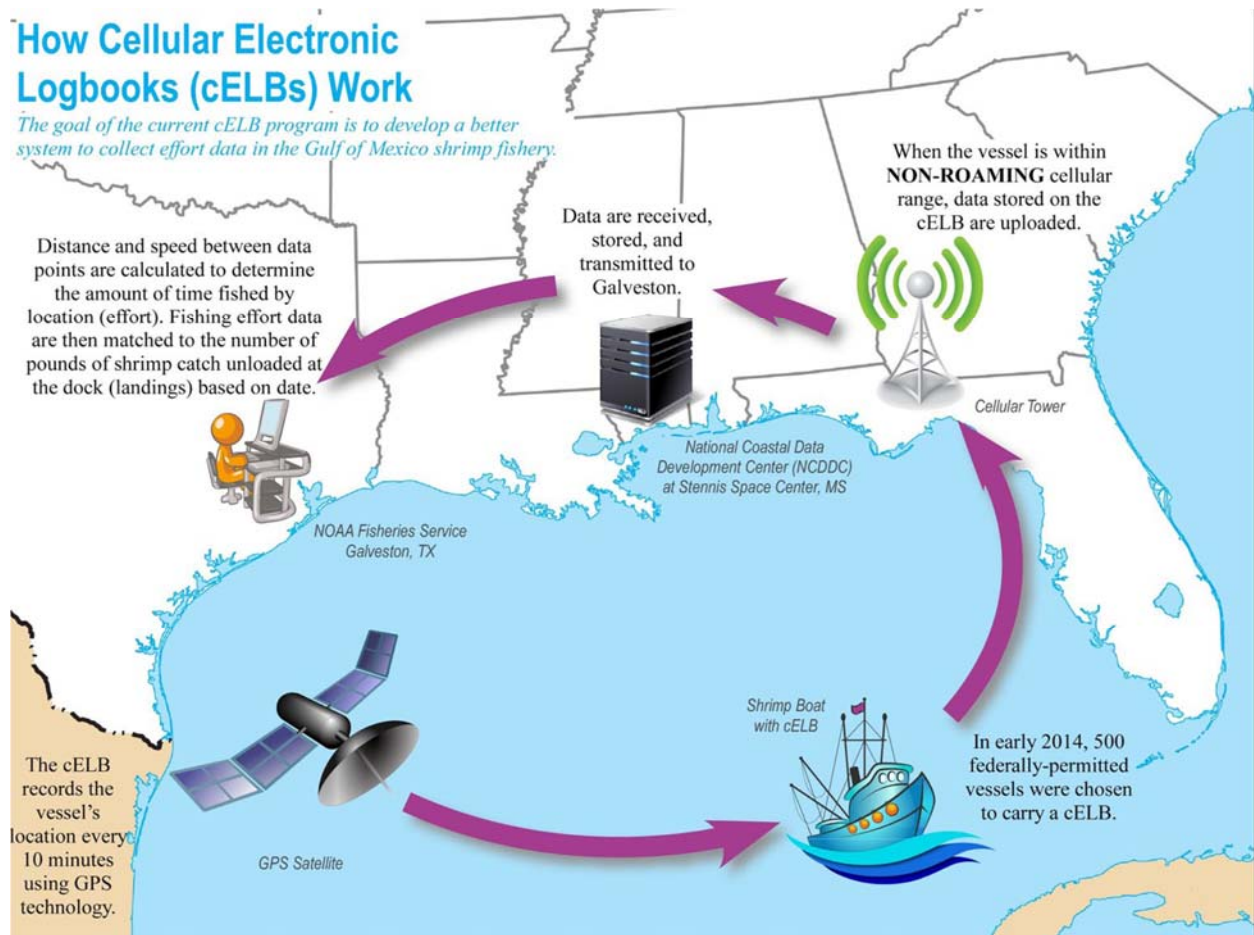 How Cellular Electronic
Logbooks (cELBs) Work
The goal of the current cELB program is to develop a better
system to collect effort data in the Gulf of Mexico shrimp fishery.
When the vessel is within
NON-ROAMING cellular
range, data stored on the
cELB are uploaded.
Data are received,
stored, and
transmitted to
Galveston.
Distance and speed between data
points are calculated to determine
the amount of time fished by
location (effort). Fishing effort data
are then matched to the number of
pounds of shrimp catch unloaded at
the dock (landings) based on date.
Cellular Tower
National Coastal Data
Development Center (NCDDC)
at Stennis Space Center, MS
NOAA Fisheries Service
Galveston, TX
Shrimp Boat
with cELB
In early 2014, 500
federally-permitted
vessels were chosen
to carry a cELB.
The cELB
records the
vessel's
location every
10 minutes
using GPS
technology.
GPS Satellite